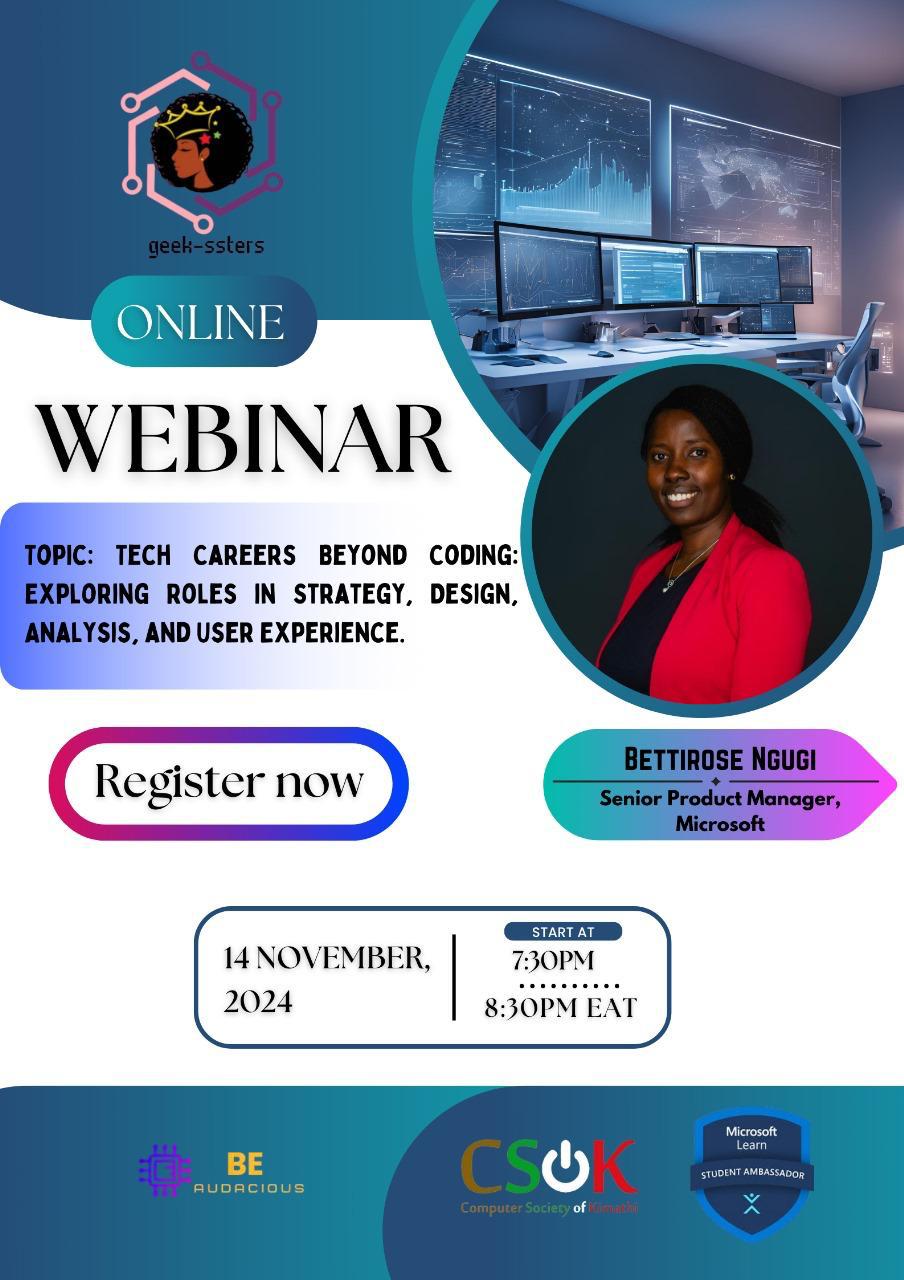 geek-ssters
ONLINE
WEBINAR
TOPIC: TECH CAREERS BEYOND CODING:
EXPLORING ROLES IN STRATEGY, DESIGN,
ANALYSIS, AND USER EXPERIENCE.
Register now
BETTIROSE NGUGI
Senior Product Manager,
Microsoft
14 NOVEMBER,
2024
START AT
7:30PM
8:30PM EAT
BE
AUDACIOUS
CSOK
Computer Society of Kimathi
Microsoft
Learn
STUDENT AMBASSADOR